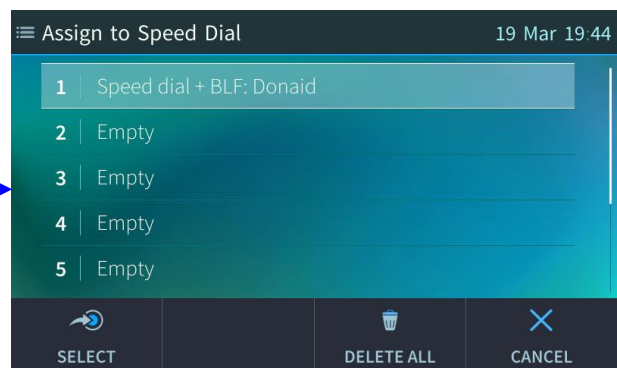 Assign to Speed Dial 19 Mar 19:44
1 Speed dial + BLF: Donaid
2 Empty
3 Empty
4 Empty
5 Empty
SELECT DELETE ALL CANCEL